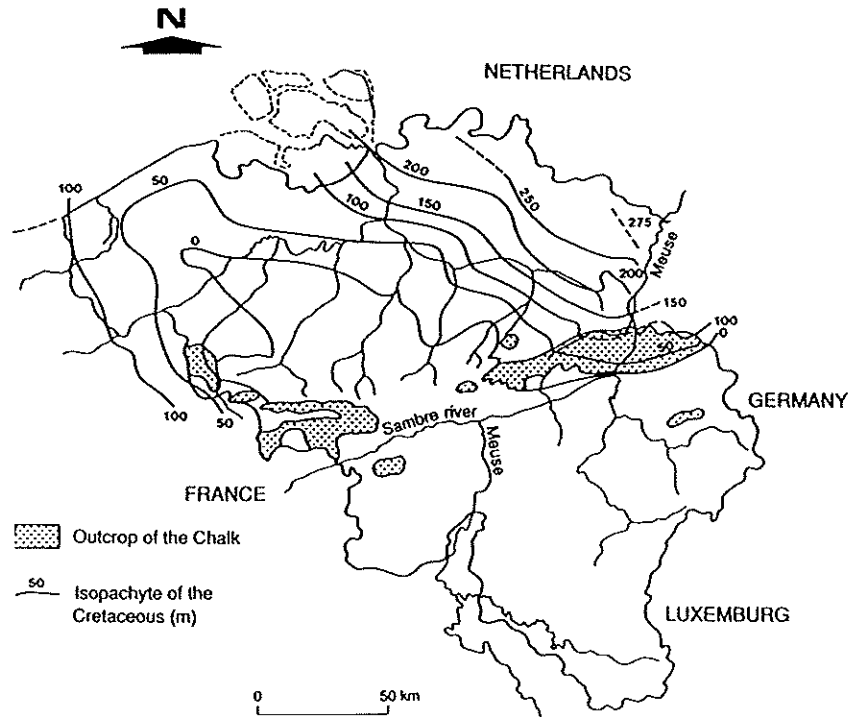 N
NETHERLANDS
200
250
275
100
50
100
150
0
200
Meuse
150
100
0
50
100
50
Sambre river
Meuse
GERMANY
FRANCE
Outcrop of the Chalk
50
Isopachyte of the
Cretaceous (m)
LUXEMBURG
0 50 km